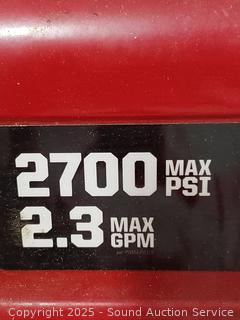 2700 MAX PSI
2.3 MAX GPM
Copyright 2025 - Sound Auction Service